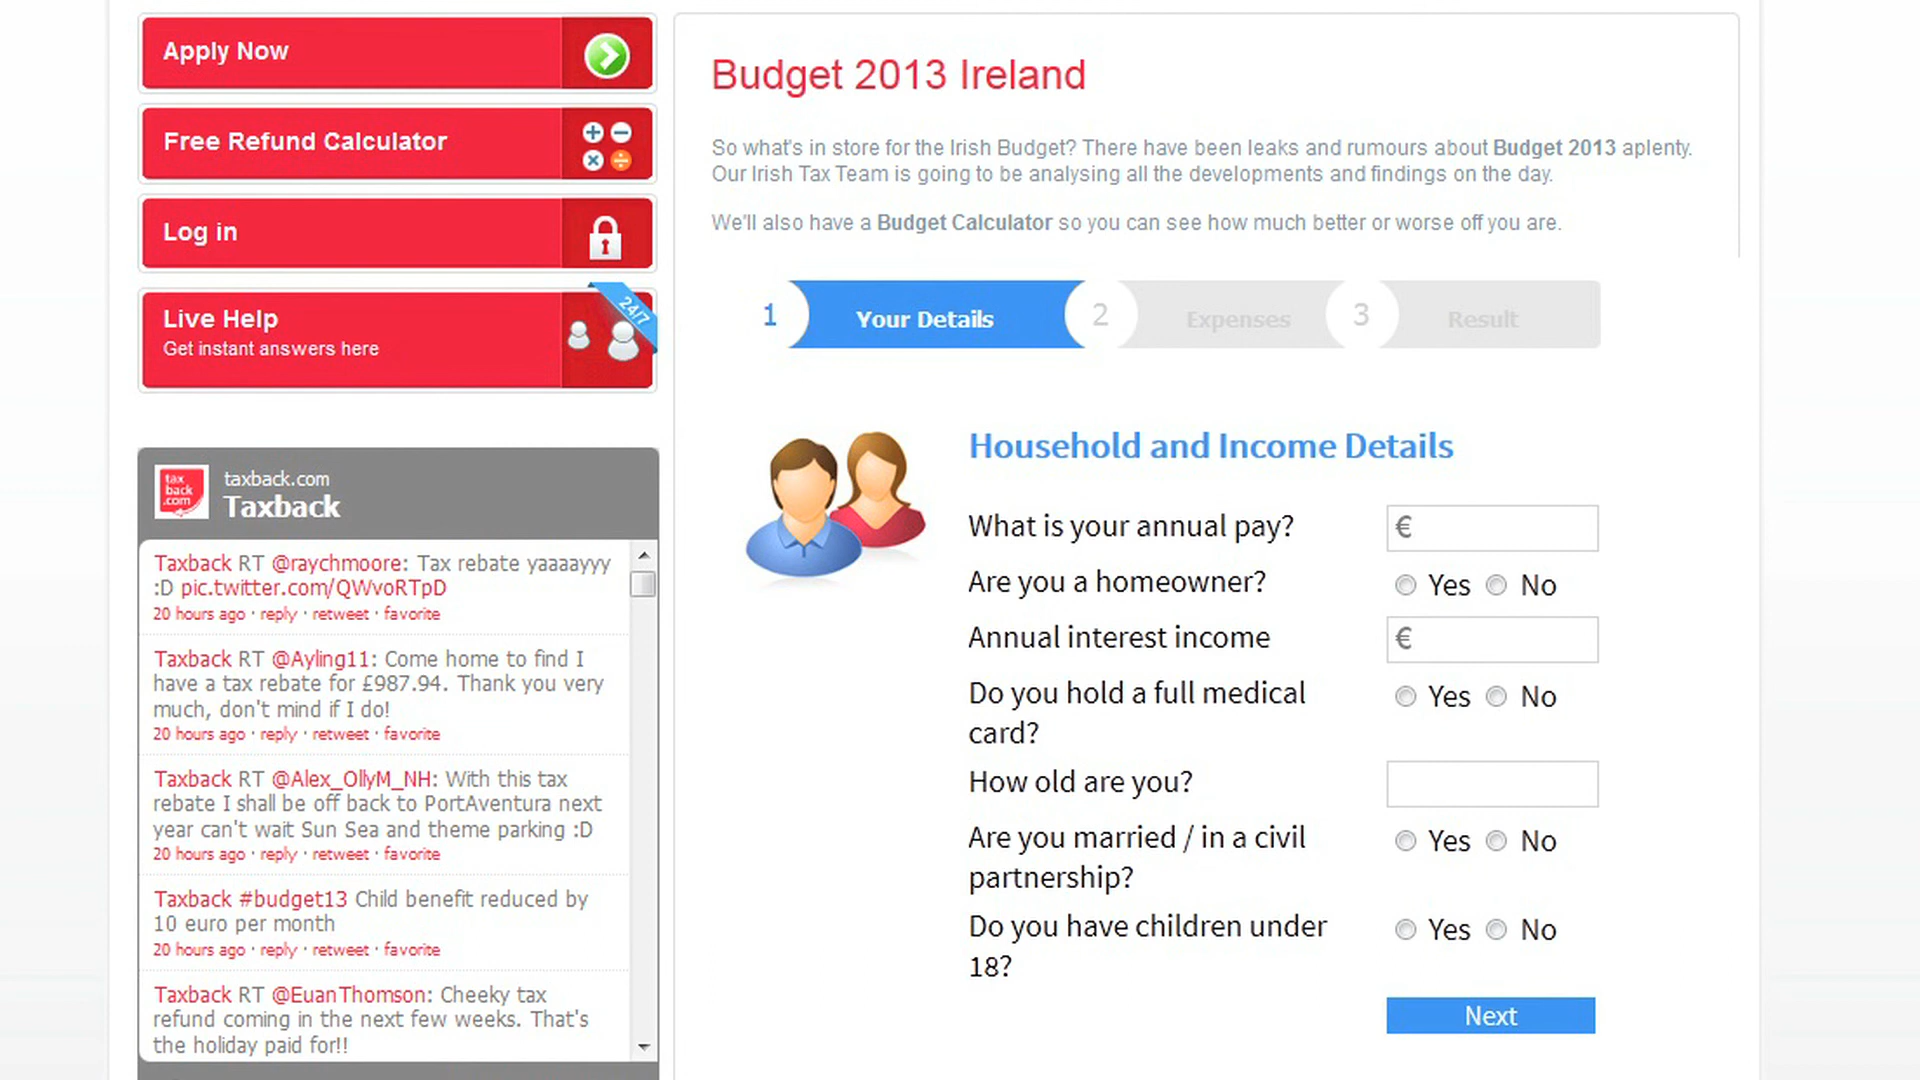 Apply Now
Free Refund Calculator
Log in
Live Help
Get instant answers here
24/7
tax
back
.com
taxback.com
Taxback
Taxback RT @raychmoore: Tax rebate yaaaayyy
:D pic.twitter.com/QWvoRTpD
20 hours ago · reply · retweet · favorite
Taxback RT @Ayling11: Come home to find I
have a tax rebate for £987.94. Thank you very
much, don't mind if I do!
20 hours ago · reply · retweet · favorite
Taxback RT @Alex_OllyM_NH: With this tax
rebate I shall be off back to PortAventura next
year can't wait Sun Sea and theme parking :D
20 hours ago · reply · retweet · favorite
Taxback #budget13 Child benefit reduced by
10 euro per month
20 hours ago · reply · retweet · favorite
Taxback RT @EuanThomson: Cheeky tax
refund coming in the next few weeks. That's
the holiday paid for!!
Budget 2013 Ireland
So what's in store for the Irish Budget? There have been leaks and rumours about Budget 2013 aplenty.
Our Irish Tax Team is going to be analysing all the developments and findings on the day.
We'll also have a Budget Calculator so you can see how much better or worse off you are.
1 Your Details 2 Expenses 3 Result
Household and Income Details
What is your annual pay? €
Are you a homeowner? Yes No
Annual interest income €
Do you hold a full medical Yes No
card?
How old are you?
Are you married / in a civil Yes No
partnership?
Do you have children under Yes No
18?
Next